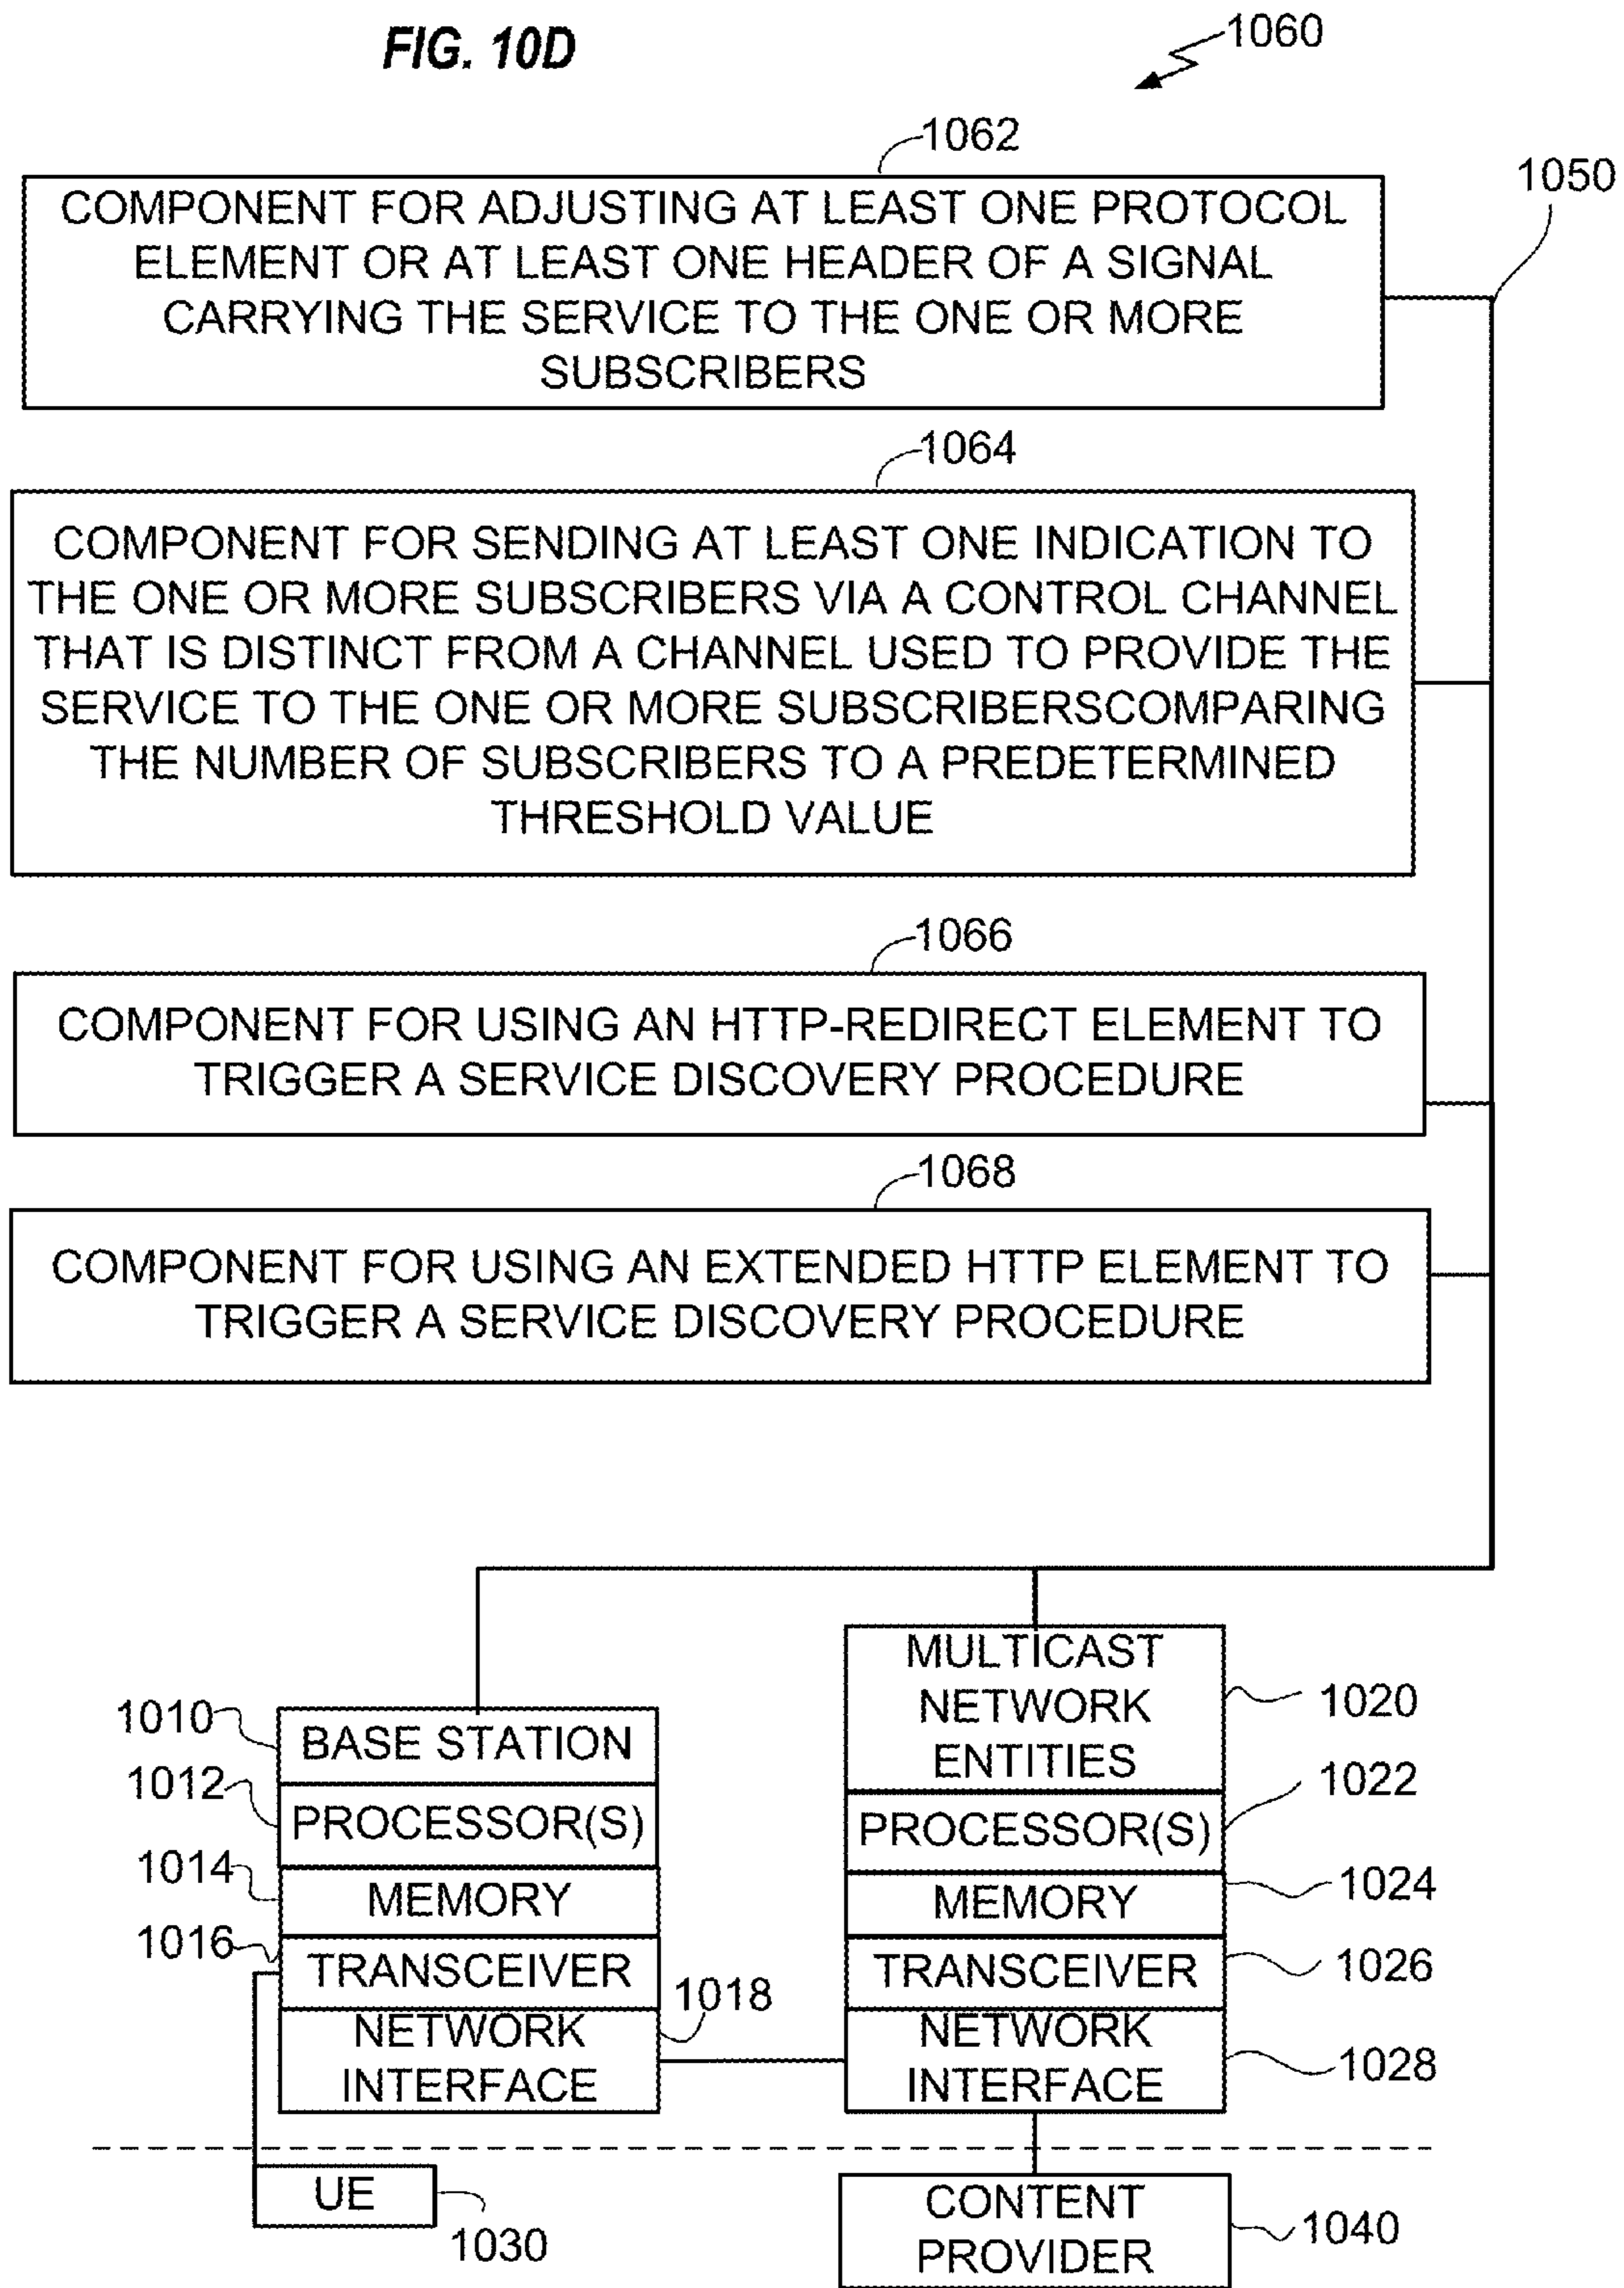 FIG. 10D
1060
1062
1050
COMPONENT FOR ADJUSTING AT LEAST ONE PROTOCOL
ELEMENT OR AT LEAST ONE HEADER OF A SIGNAL
CARRYING THE SERVICE TO THE ONE OR MORE
SUBSCRIBERS
1064
COMPONENT FOR SENDING AT LEAST ONE INDICATION TO
THE ONE OR MORE SUBSCRIBERS VIA A CONTROL CHANNEL
THAT IS DISTINCT FROM A CHANNEL USED TO PROVIDE THE
SERVICE TO THE ONE OR MORE SUBSCRIBERSCOMPARING
THE NUMBER OF SUBSCRIBERS TO A PREDETERMINED
THRESHOLD VALUE
1066
COMPONENT FOR USING AN HTTP-REDIRECT ELEMENT TO
TRIGGER A SERVICE DISCOVERY PROCEDURE
1068
COMPONENT FOR USING AN EXTENDED HTTP ELEMENT TO
TRIGGER A SERVICE DISCOVERY PROCEDURE
1010
BASE STATION
1012
PROCESSOR(S)
1014
MEMORY
1016
TRANSCEIVER
1018
NETWORK
INTERFACE
MULTICAST
NETWORK
ENTITIES
1020
PROCESSOR(S)
1022
MEMORY
1024
TRANSCEIVER
1026
NETWORK
INTERFACE
1028
UE
1030
CONTENT
PROVIDER
1040